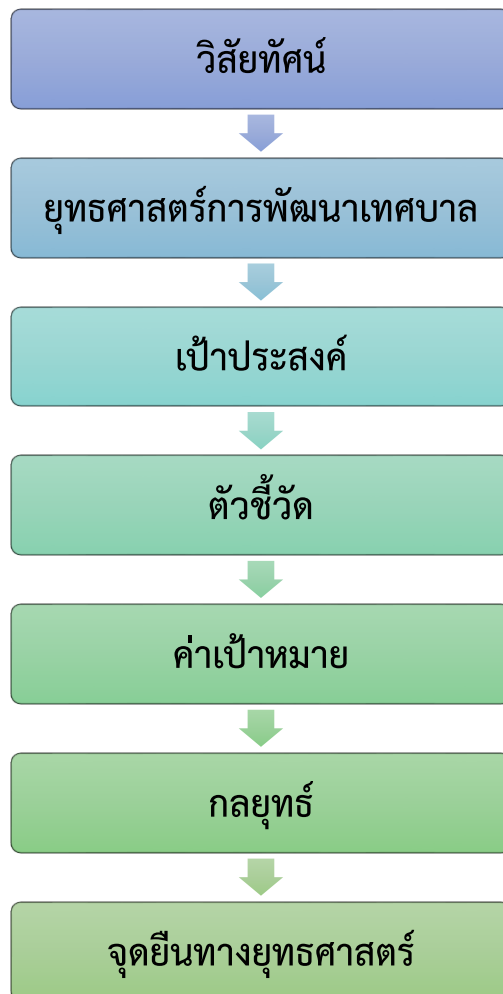 วิสัยทัศน์
ยุทธศาสตร์การพัฒนาเทศบาล
เป้าประสงค์
ตัวชี้วัด
ค่าเป้าหมาย
กลยุทธ์
จุดยืนทางยุทธศาสตร์